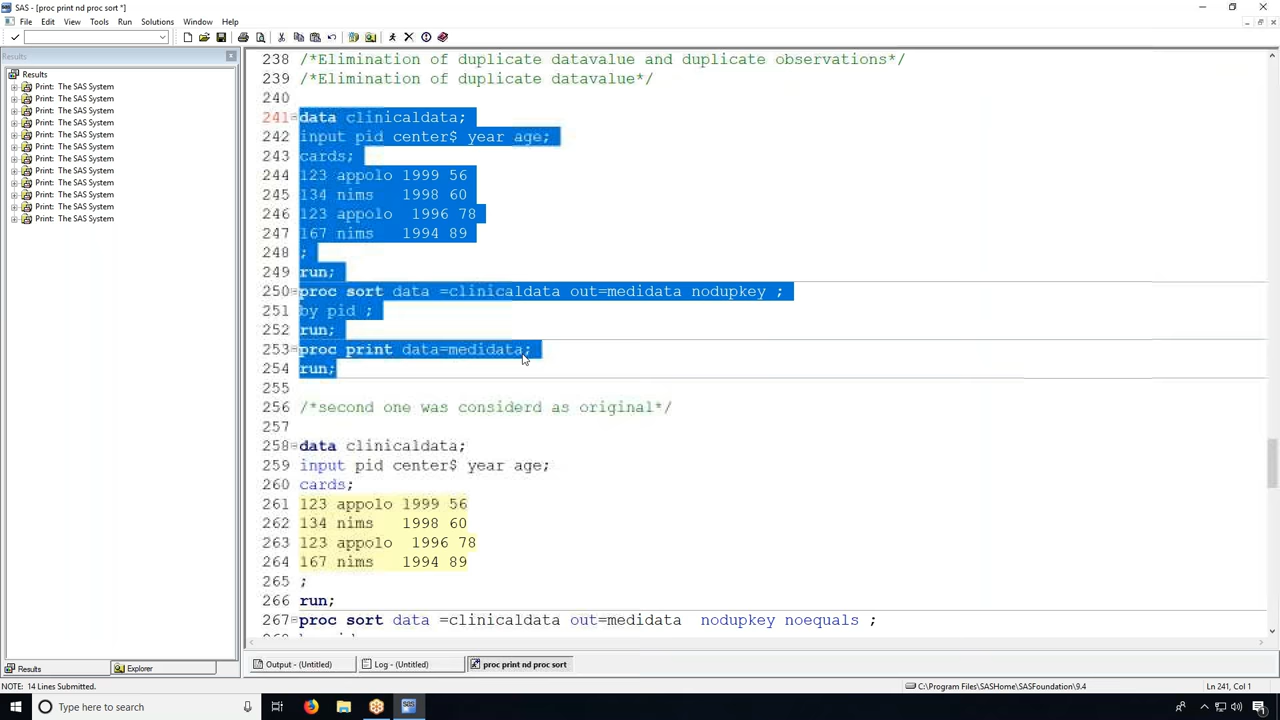 SAS - [proc print nd proc sort *]
File Edit View Tools Run Solutions Window Help
Results
Results
Print: The SAS System
Print: The SAS System
Print: The SAS System
Print: The SAS System
Print: The SAS System
Print: The SAS System
Print: The SAS System
Print: The SAS System
Print: The SAS System
Print: The SAS System
Print: The SAS System
Print: The SAS System
238 /*Elimination of duplicate datavalue and duplicate observations*/
239 /*Elimination of duplicate datavalue*/
240
241 data clinicaldata;
242 input pid center$ year age;
243 cards;
244 123 appolo 1999 56
245 134 nims 1998 60
246 123 appolo 1996 78
247 167 nims 1994 89
248 ;
249 run;
250 proc sort data =clinicaldata out=medidata nodupkey ;
251 by pid ;
252 run;
253 proc print data=medidata;
254 run;
255
256 /*second one was considerd as original*/
257
258 data clinicaldata;
259 input pid center$ year age;
260 cards;
261 123 appolo 1999 56
262 134 nims 1998 60
263 123 appolo 1996 78
264 167 nims 1994 89
265 ;
266 run;
267 proc sort data =clinicaldata out=medidata nodupkey noequals ;
Results Explorer
Output - (Untitled) Log - (Untitled) proc print nd proc sort
NOTE: 14 Lines Submitted. C:\Program Files\SASHome\SASFoundation\9.4 Ln 241, Col 1
Type here to search